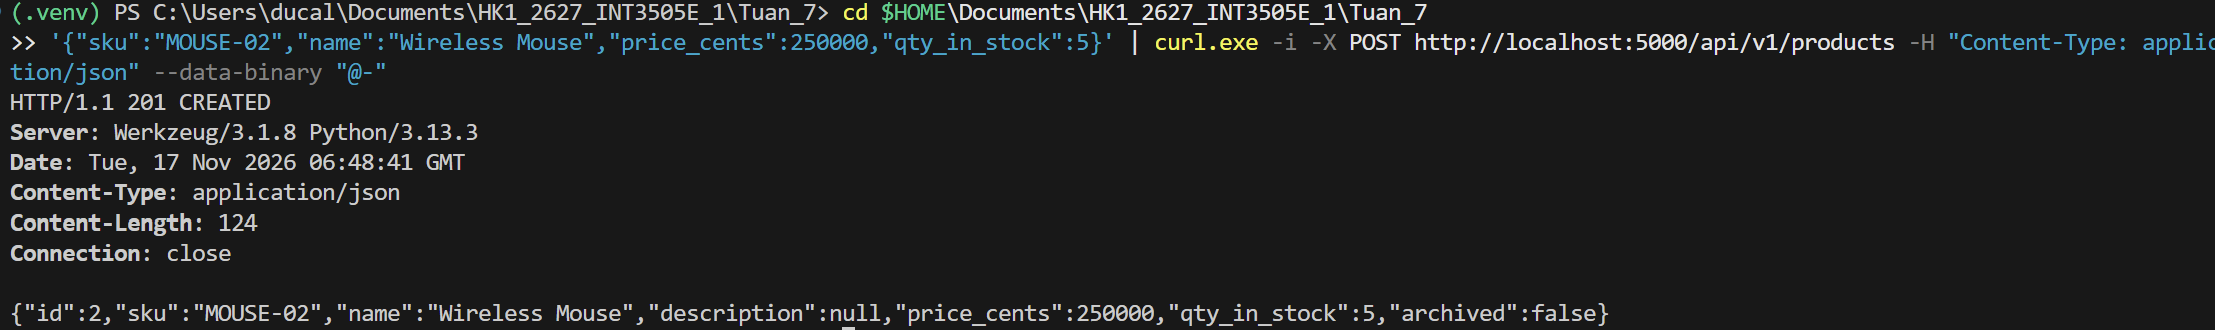 (.venv) PS C:\Users\ducal\Documents\HK1_2627_INT3505E_1\Tuan_7> cd $HOME\Documents\HK1_2627_INT3505E_1\Tuan_7
>> '{"sku":"MOUSE-02","name":"Wireless Mouse","price_cents":250000,"qty_in_stock":5}' | curl.exe -i -X POST http://localhost:5000/api/v1/products -H "Content-Type: applica
tion/json" --data-binary "@-"
HTTP/1.1 201 CREATED
Server: Werkzeug/3.1.8 Python/3.13.3
Date: Tue, 17 Nov 2026 06:48:41 GMT
Content-Type: application/json
Content-Length: 124
Connection: close
{"id":2,"sku":"MOUSE-02","name":"Wireless Mouse","description":null,"price_cents":250000,"qty_in_stock":5,"archived":false}